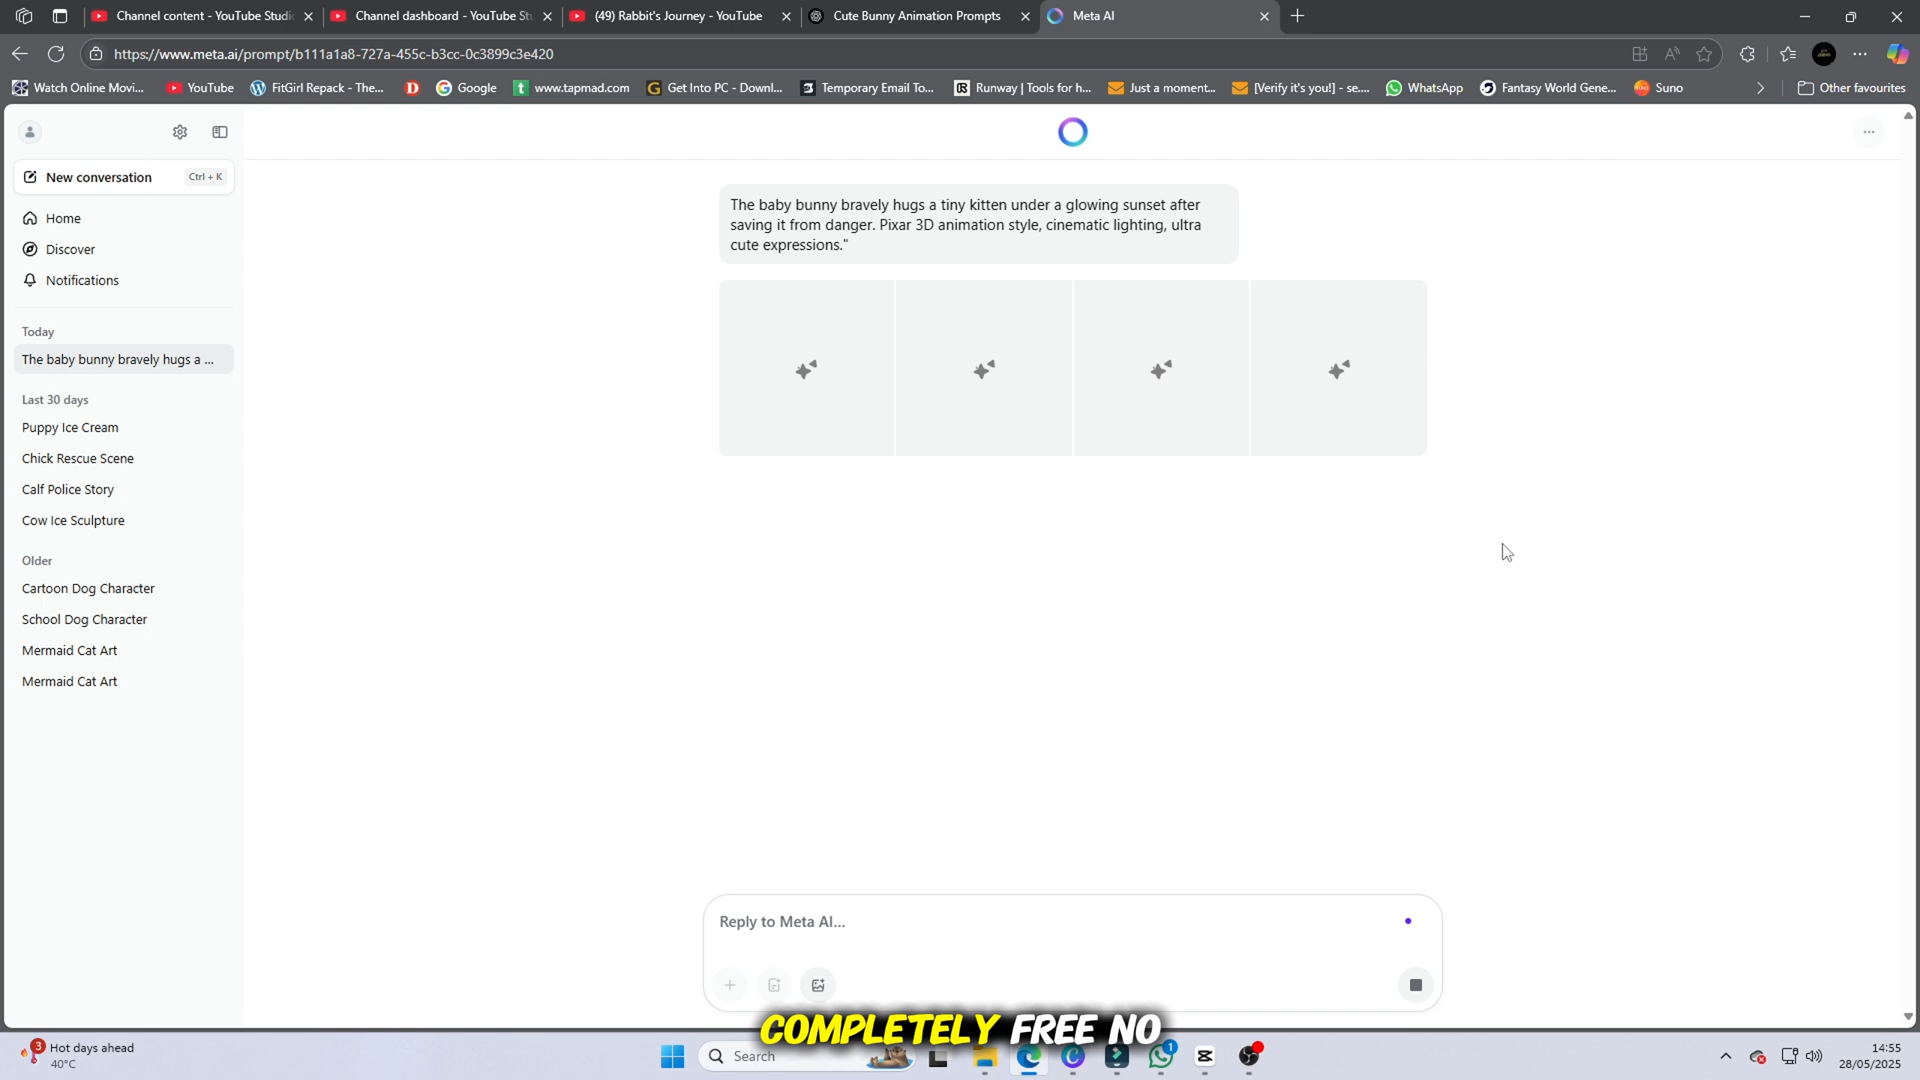 Channel content - YouTube Studi
Channel dashboard - YouTube Stu
(49) Rabbit's Journey - YouTube
Cute Bunny Animation Prompts
Meta AI
https://www.meta.ai/prompt/b111a1a8-727a-455c-b3cc-0c3899c3e420
Watch Online Movi...
YouTube
FitGirl Repack - The...
Google
www.tapmad.com
Get Into PC - Downl...
Temporary Email To...
Runway | Tools for h...
Just a moment...
[Verify it's you!] - se....
WhatsApp
Fantasy World Gene...
Suno
Other favourites
New conversation
Ctrl + K
Home
Discover
Notifications
Today
The baby bunny bravely hugs a ...
Last 30 days
Puppy Ice Cream
Chick Rescue Scene
Calf Police Story
Cow Ice Sculpture
Older
Cartoon Dog Character
School Dog Character
Mermaid Cat Art
Mermaid Cat Art
The baby bunny bravely hugs a tiny kitten under a glowing sunset after
saving it from danger. Pixar 3D animation style, cinematic lighting, ultra
cute expressions."
Reply to Meta AI...
COMPLETELY FREE NO
3
Hot days ahead
40°C
Search
1
14:55
28/05/2025